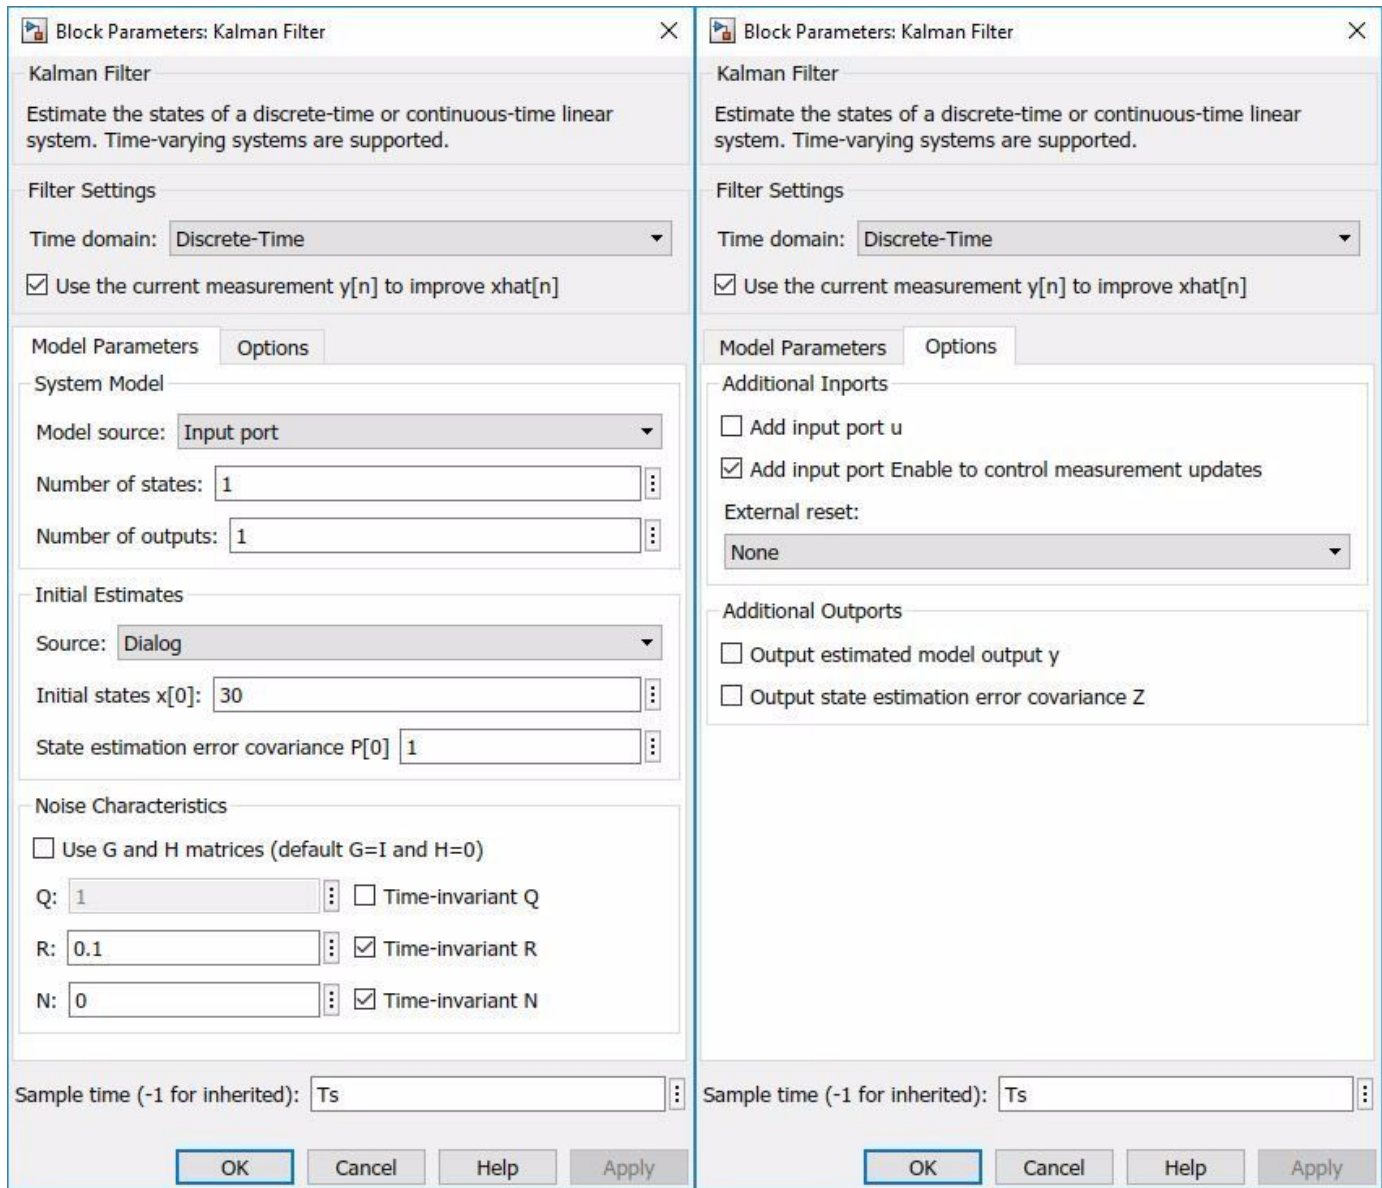 Block Parameters: Kalman Filter
Kalman Filter
Estimate the states of a discrete-time or continuous-time linear
system. Time-varying systems are supported.
Filter Settings
Time domain: Discrete-Time
Use the current measurement y[n] to improve xhat[n]
Model Parameters Options
System Model
Model source: Input port
Number of states: 1
Number of outputs: 1
Initial Estimates
Source: Dialog
Initial states x[0]: 30
State estimation error covariance P[0] 1
Noise Characteristics
Use G and H matrices (default G=I and H=0)
Q: 1 Time-invariant Q
R: 0.1 Time-invariant R
N: 0 Time-invariant N
Sample time (-1 for inherited): Ts
OK Cancel Help Apply
Block Parameters: Kalman Filter
Kalman Filter
Estimate the states of a discrete-time or continuous-time linear
system. Time-varying systems are supported.
Filter Settings
Time domain: Discrete-Time
Use the current measurement y[n] to improve xhat[n]
Model Parameters Options
Additional Inports
Add input port u
Add input port Enable to control measurement updates
External reset:
None
Additional Outports
Output estimated model output y
Output state estimation error covariance Z
Sample time (-1 for inherited): Ts
OK Cancel Help Apply